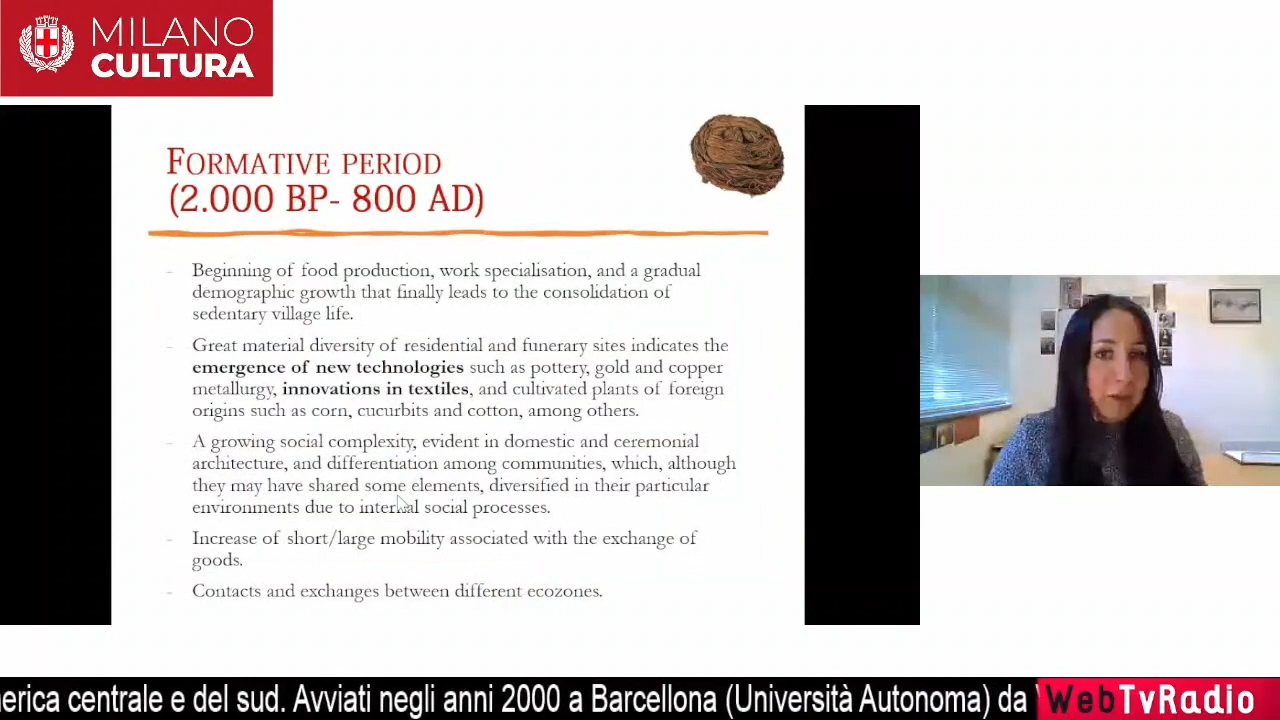 MILANO
CULTURA
FORMATIVE PERIOD
(2.000 BP- 800 AD)
- Beginning of food production, work specialisation, and a gradual
demographic growth that finally leads to the consolidation of
sedentary village life.
- Great material diversity of residential and funerary sites indicates the
emergence of new technologies such as pottery, gold and copper
metallurgy, innovations in textiles, and cultivated plants of foreign
origins such as corn, cucurbits and cotton, among others.
- A growing social complexity, evident in domestic and ceremonial
architecture, and differentiation among communities, which, although
they may have shared some elements, diversified in their particular
environments due to internal social processes.
- Increase of short/large mobility associated with the exchange of
goods.
- Contacts and exchanges between different ecozones.
centrale e del sud. Avviati negli anni 2000 a Barcellona (Università Autonoma) da
WebTvRadio